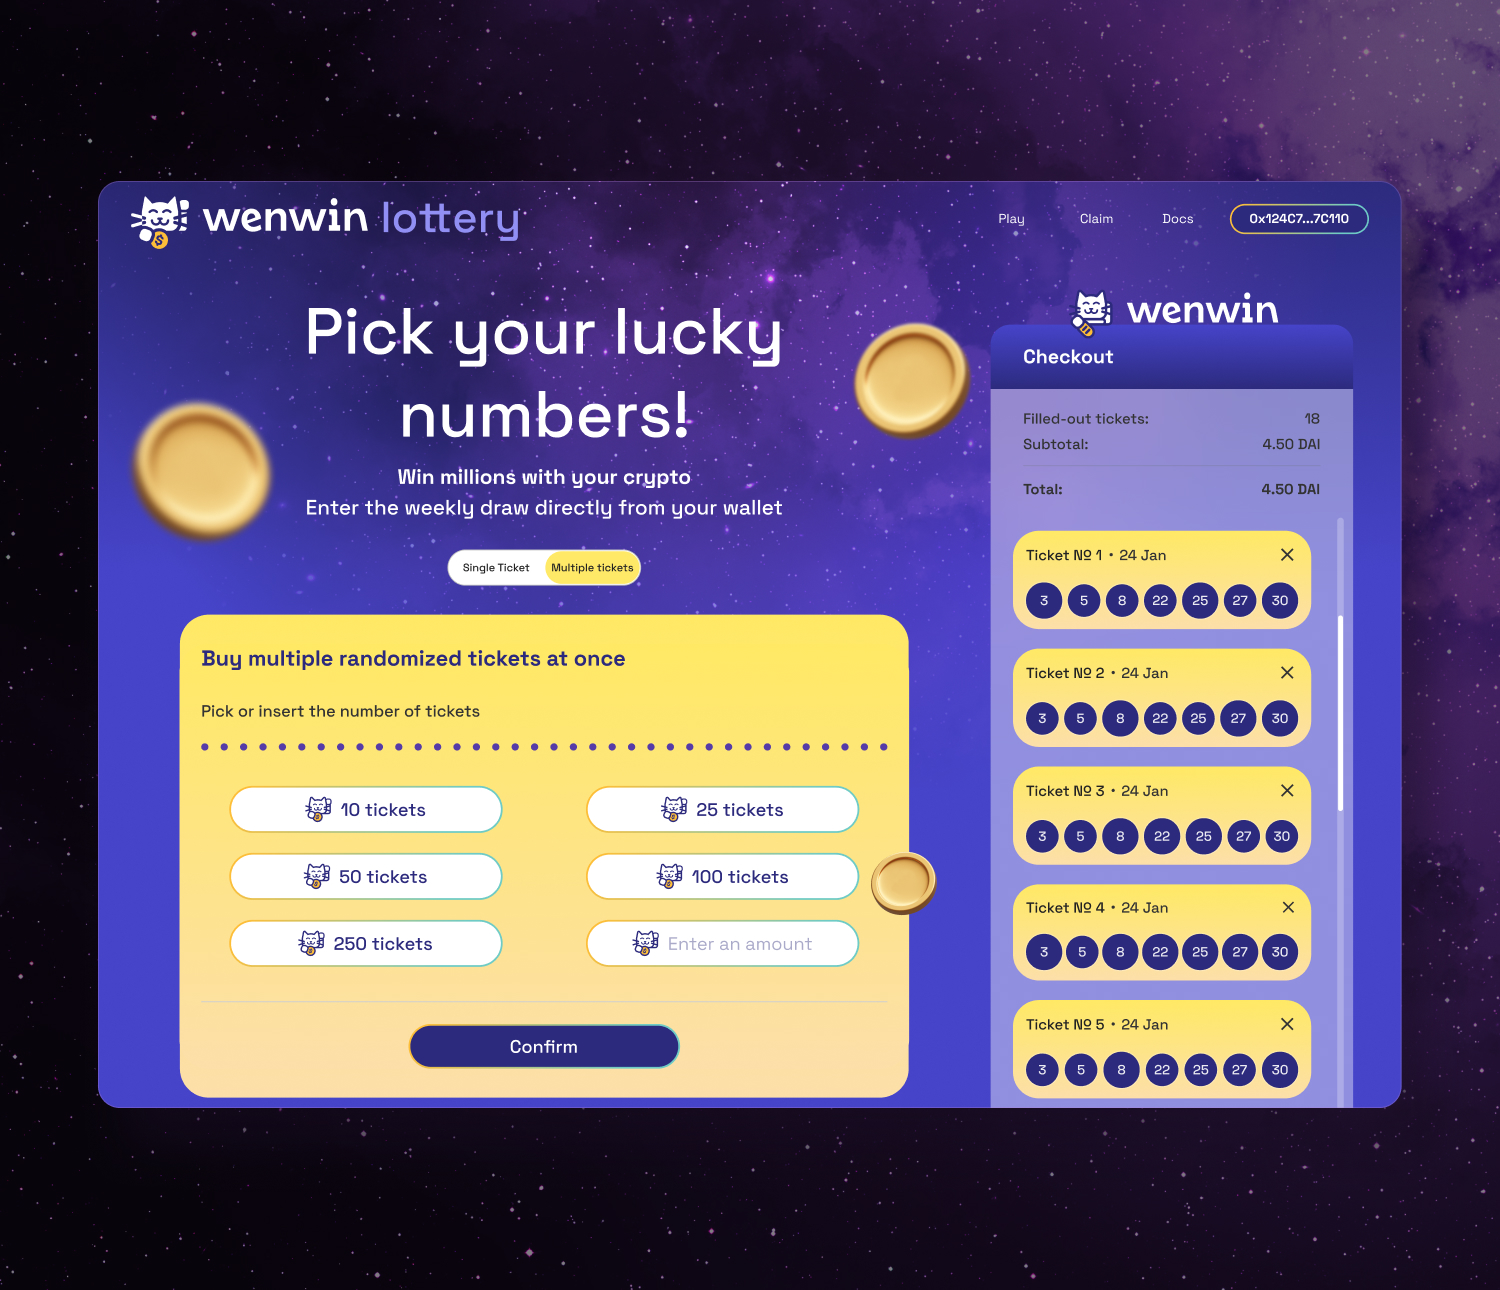 wenwin lottery
Play
Claim
Docs
0x124C7...7C110
Pick your lucky
numbers!
Win millions with your crypto
Enter the weekly draw directly from your wallet
Single Ticket
Multiple tickets
Buy multiple randomized tickets at once
Pick or insert the number of tickets
10 tickets
25 tickets
50 tickets
100 tickets
250 tickets
Enter an amount
Confirm
wenwin
Checkout
Filled-out tickets: 18
Subtotal: 4.50 DAI
Total: 4.50 DAI
Ticket № 1 • 24 Jan
3 5 8 22 25 27 30
Ticket № 2 • 24 Jan
3 5 8 22 25 27 30
Ticket № 3 • 24 Jan
3 5 8 22 25 27 30
Ticket № 4 • 24 Jan
3 5 8 22 25 27 30
Ticket № 5 • 24 Jan
3 5 8 22 25 27 30